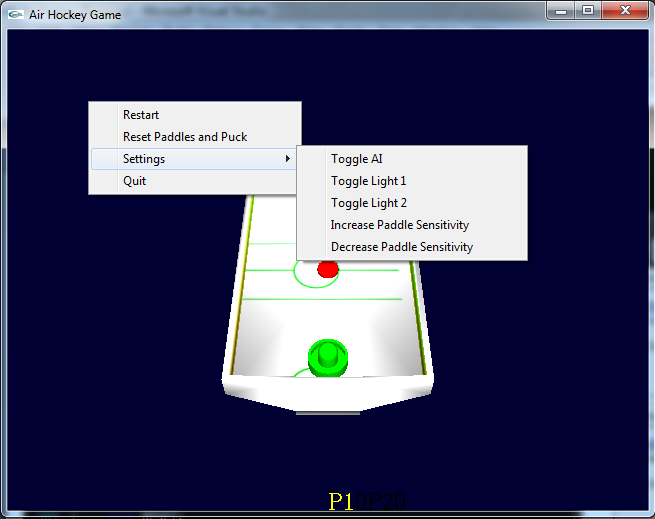 Air Hockey Game
Restart
Reset Paddles and Puck
Settings
Quit
Toggle AI
Toggle Light 1
Toggle Light 2
Increase Paddle Sensitivity
Decrease Paddle Sensitivity
P10P20